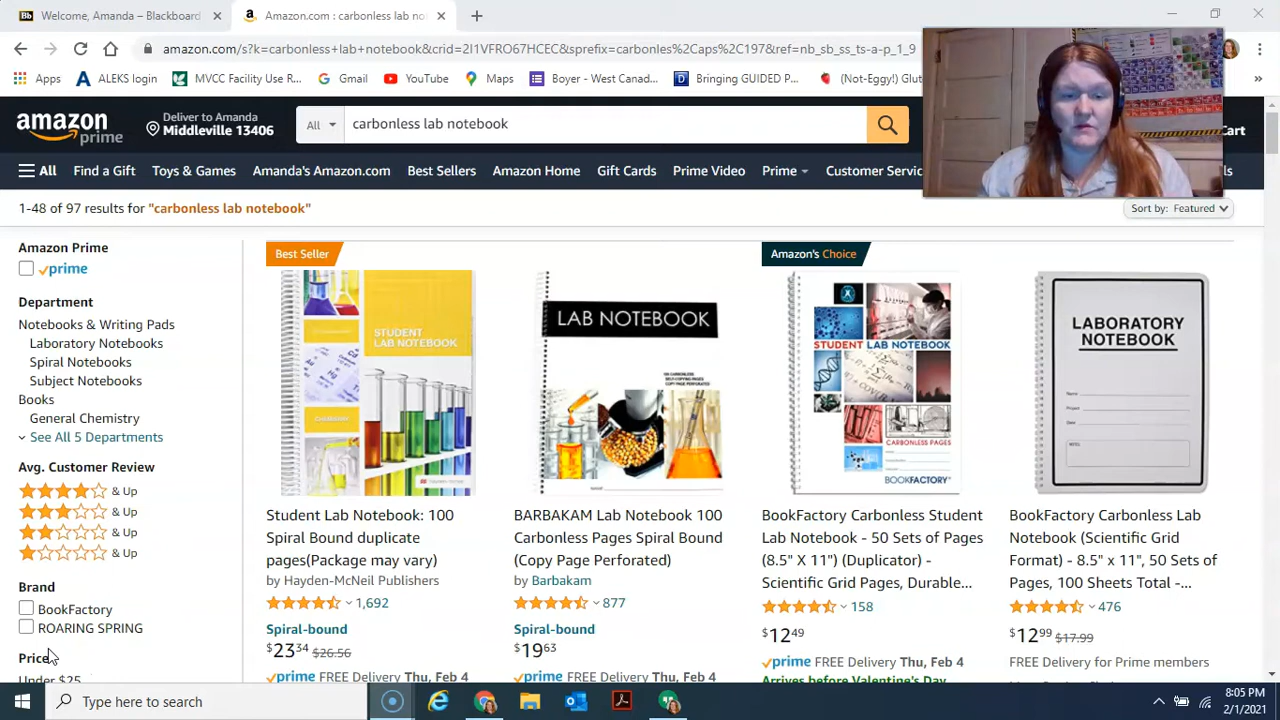 Welcome, Amanda – Blackboard
Amazon.com : carbonless lab no
amazon.com/s?k=carbonless+lab+notebook&crid=2I1VFRO67HCEC&sprefix=carbonles%2Caps%2C197&ref=nb_sb_ss_ts-a-p_1_9
Apps
ALEKS login
MVCC Facility Use R...
Gmail
YouTube
Maps
Boyer - West Canad...
Bringing GUIDED P...
(Not-Eggy!) Glut
»
amazon
prime
Deliver to Amanda
Middleville 13406
All
carbonless lab notebook
Cart
All
Find a Gift
Toys & Games
Amanda's Amazon.com
Best Sellers
Amazon Home
Gift Cards
Prime Video
Prime
Customer Servic
ls
1-48 of 97 results for "carbonless lab notebook"
Sort by: Featured
Amazon Prime
prime
Department
Notebooks & Writing Pads
Laboratory Notebooks
Spiral Notebooks
Subject Notebooks
Books
General Chemistry
See All 5 Departments
Avg. Customer Review
& Up
& Up
& Up
& Up
Brand
BookFactory
ROARING SPRING
Price
Under $25
Best Seller
STUDENT
LAB NOTEBOOK
Student Lab Notebook: 100
Spiral Bound duplicate
pages(Package may vary)
by Hayden-McNeil Publishers
1,692
Spiral-bound
$23 34 $26.56
prime FREE Delivery Thu, Feb 4
LAB NOTEBOOK
BARBAKAM Lab Notebook 100
Carbonless Pages Spiral Bound
(Copy Page Perforated)
by Barbakam
877
Spiral-bound
$19 63
prime FREE Delivery Thu, Feb 4
Amazon's Choice
STUDENT LAB NOTEBOOK
CARBONLESS PAGES
BOOKFACTORY
BookFactory Carbonless Student
Lab Notebook - 50 Sets of Pages
(8.5" X 11") (Duplicator) -
Scientific Grid Pages, Durable...
158
$12 49
prime FREE Delivery Thu, Feb 4
Arrives before Valentine's Day
LABORATORY
NOTEBOOK
Name
Project
Date
BookFactory Carbonless Lab
Notebook (Scientific Grid
Format) - 8.5" x 11", 50 Sets of
Pages, 100 Sheets Total -...
476
$12 99 $17.99
FREE Delivery for Prime members
Type here to search
8:05 PM
2/1/2021